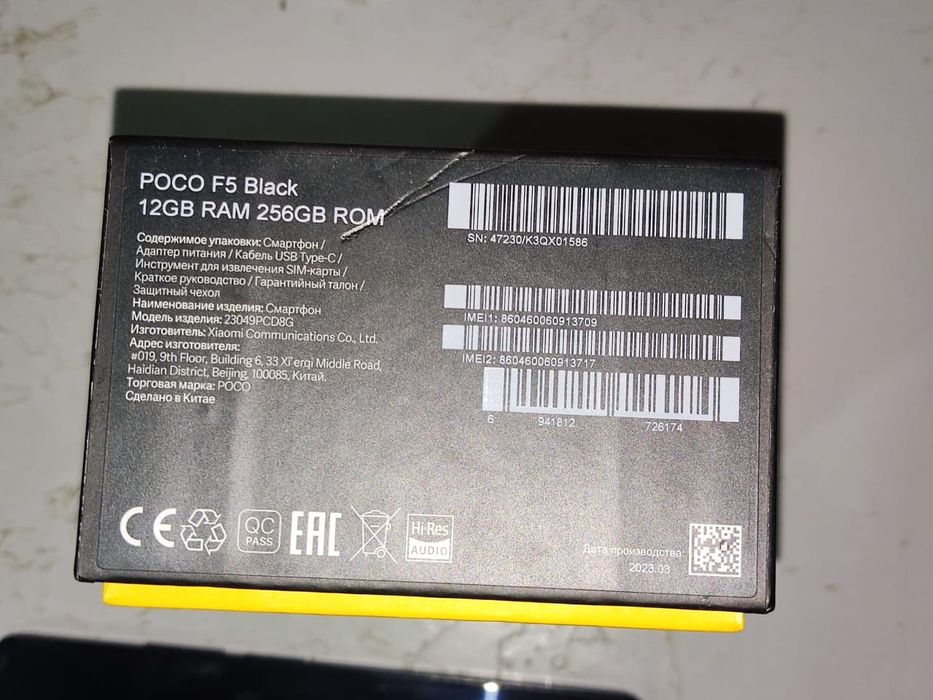 POCO F5 Black
12GB RAM 256GB ROM
Содержимое упаковки: Смартфон /
Адаптер питания / Кабель USB Type-C /
Инструмент для извлечения SIM-карты /
Краткое руководство / Гарантийный талон /
Защитный чехол
Наименование изделия: Смартфон
Модель изделия: 23049PCD8G
Изготовитель: Xiaomi Communications Co., Ltd.
Адрес изготовителя:
#019, 9th Floor, Building 6, 33 Xi'erqi Middle Road,
Haidian District, Beijing, 100085, Китай.
Торговая марка: POCO
Сделано в Китае
SN: 47230/K3QX01586
IMEI1: 860460060913709
IMEI2: 860460060913717
6 941812 726174
CE
QC
PASS
EAC
Hi-Res
AUDIO
Дата производства:
2023.03